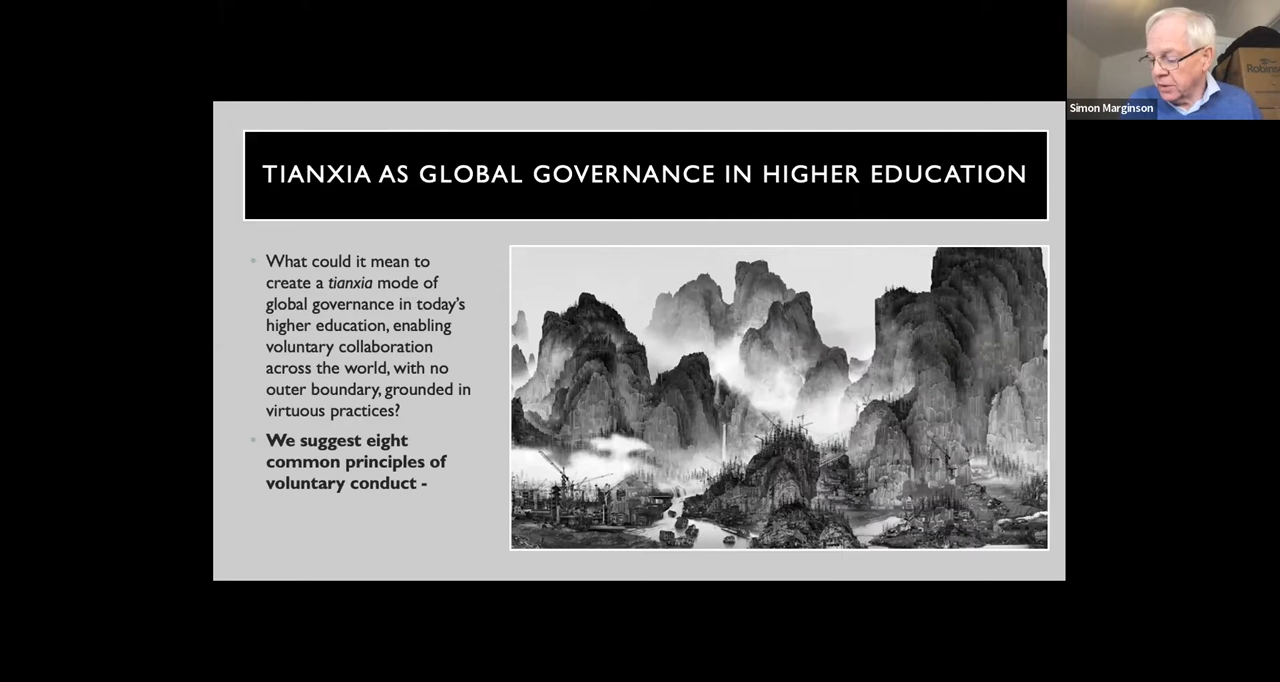 TIANXIA AS GLOBAL GOVERNANCE IN HIGHER EDUCATION
What could it mean to
create a tianxia mode of
global governance in today's
higher education, enabling
voluntary collaboration
across the world, with no
outer boundary, grounded in
virtuous practices?
We suggest eight
common principles of
voluntary conduct -
Simon Marginson